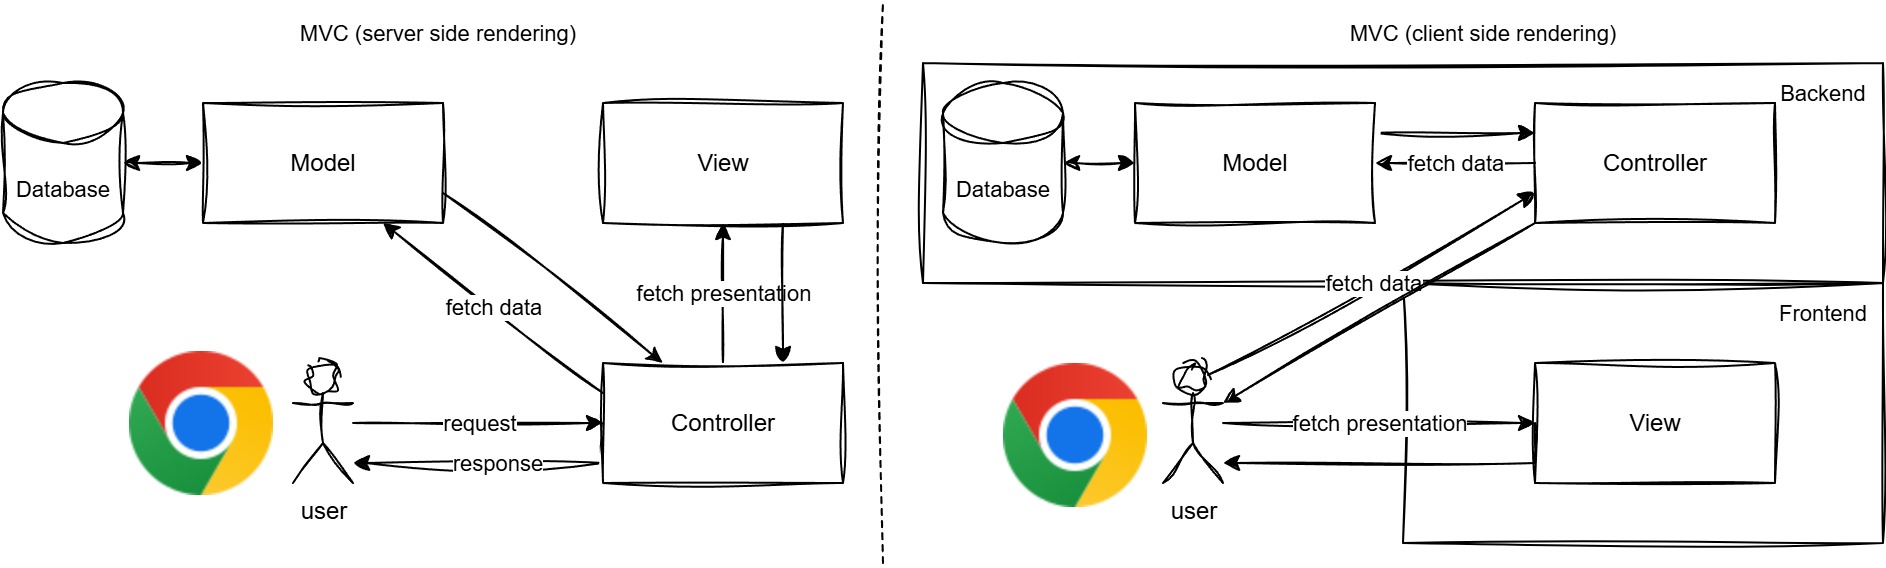 MVC (server side rendering)
Database
Model
View
fetch data
fetch presentation
request
response
Controller
user
MVC (client side rendering)
Backend
Database
Model
fetch data
Controller
fetch data
Frontend
fetch presentation
View
user